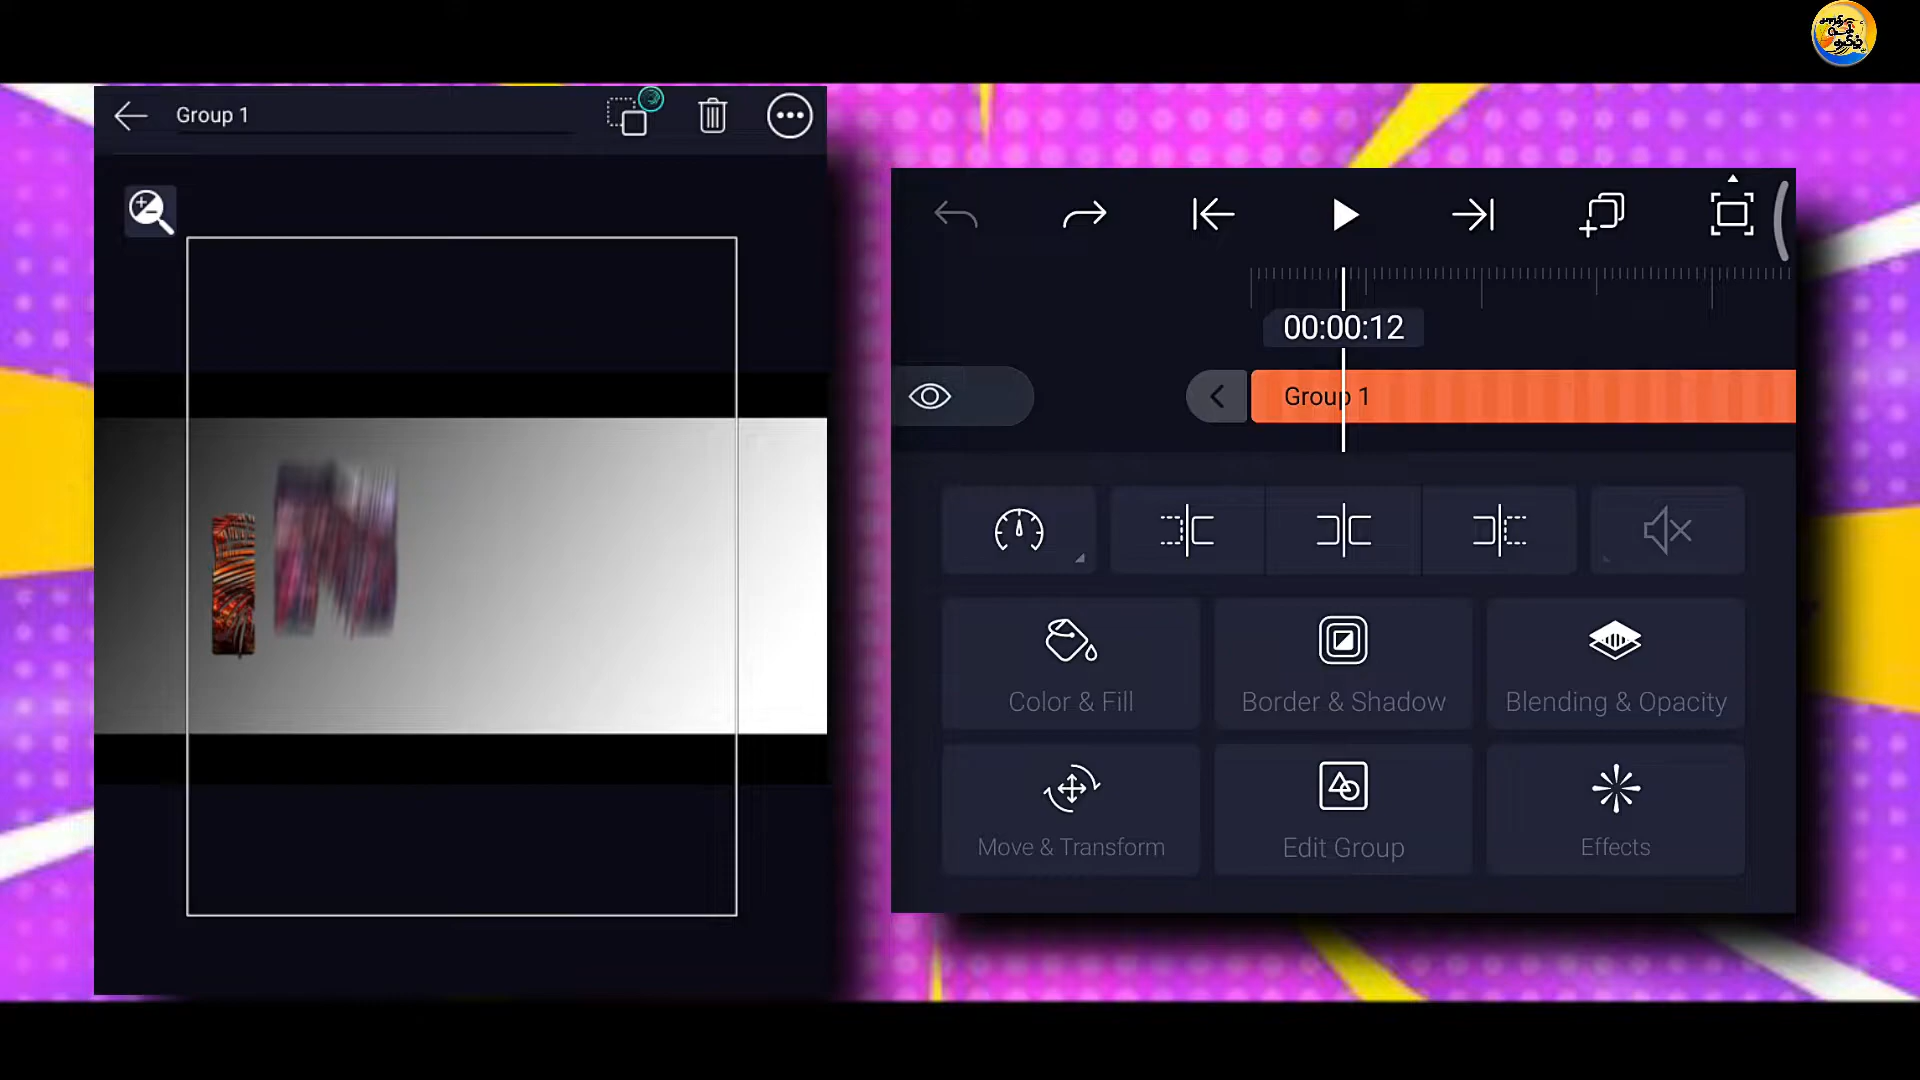 Group 1
00:00:12
Group 1
Color & Fill
Border & Shadow
Blending & Opacity
Move & Transform
Edit Group
Effects